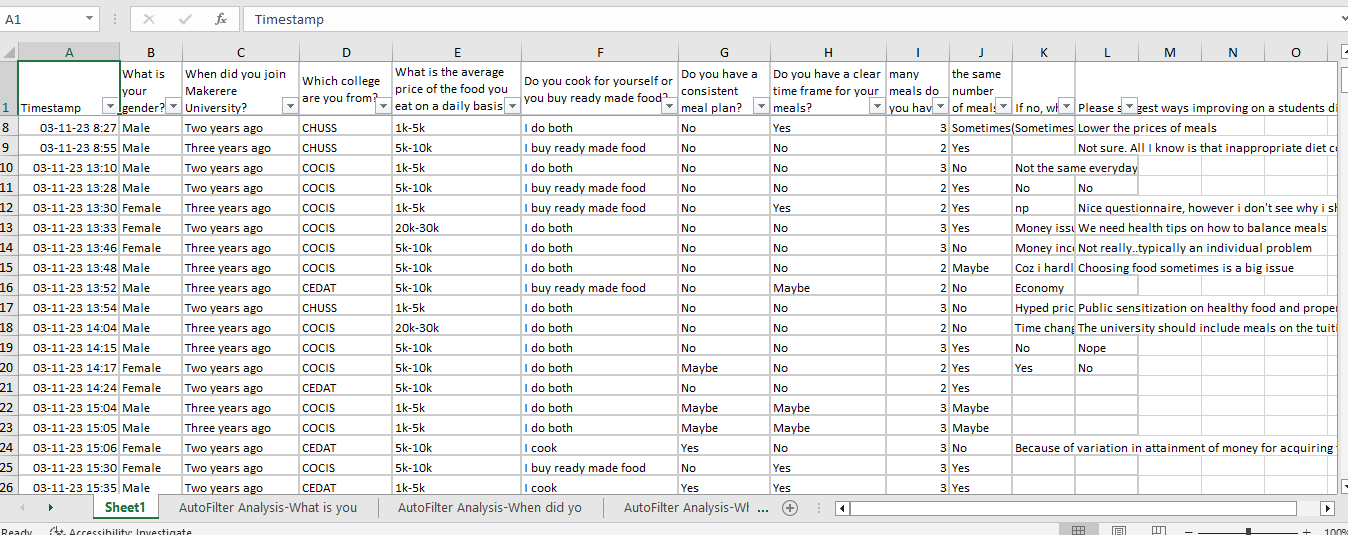 A1 fx Timestamp
A B C D E F G H I J K L M N O
1 Timestamp What is your gender? When did you join Makerere University? Which college are you from? What is the average price of the food you eat on a daily basis Do you cook for yourself or you buy ready made food? Do you have a consistent meal plan? Do you have a clear time frame for your meals? many meals do you hav the same number of meals If no, wh Please s gest ways improving on a students di
8 03-11-23 8:27 Male Two years ago CHUSS 1k-5k I do both No Yes 3 Sometimes(Sometimes Lower the prices of meals
9 03-11-23 8:55 Male Three years ago CHUSS 5k-10k I buy ready made food No No 2 Yes Not sure. All I know is that inappropriate diet co
10 03-11-23 13:10 Male Two years ago COCIS 1k-5k I do both No No 3 No Not the same everyday
11 03-11-23 13:28 Male Two years ago COCIS 5k-10k I buy ready made food No No 2 Yes No No
12 03-11-23 13:30 Female Three years ago COCIS 1k-5k I buy ready made food No Yes 2 Yes np Nice questionnaire, however i don't see why i sh
13 03-11-23 13:33 Female Two years ago COCIS 20k-30k I do both No No 3 Yes Money issu We need health tips on how to balance meals
14 03-11-23 13:46 Female Three years ago COCIS 5k-10k I do both No No 3 No Money inco Not really..typically an individual problem
15 03-11-23 13:48 Male Three years ago COCIS 5k-10k I do both No No 2 Maybe Coz i hardl Choosing food sometimes is a big issue
16 03-11-23 13:52 Male Three years ago CEDAT 5k-10k I buy ready made food No Maybe 2 No Economy
17 03-11-23 13:54 Male Two years ago CHUSS 1k-5k I do both No No 3 No Hyped pric Public sensitization on healthy food and proper
18 03-11-23 14:04 Male Three years ago COCIS 20k-30k I do both No No 2 No Time chang The university should include meals on the tuiti
19 03-11-23 14:15 Male Three years ago COCIS 5k-10k I do both No No 3 Yes No Nope
20 03-11-23 14:17 Female Two years ago COCIS 5k-10k I do both Maybe No 2 Yes Yes No
21 03-11-23 14:24 Female Two years ago CEDAT 5k-10k I do both No No 2 Yes
22 03-11-23 15:04 Male Three years ago COCIS 1k-5k I do both Maybe Maybe 3 Maybe
23 03-11-23 15:05 Male Three years ago COCIS 1k-5k I do both Maybe Maybe 3 Maybe
24 03-11-23 15:06 Female Two years ago CEDAT 5k-10k I cook Yes No 3 No Because of variation in attainment of money for acquiring
25 03-11-23 15:30 Female Two years ago COCIS 5k-10k I buy ready made food No Yes 3 Yes
26 03-11-23 15:35 Male Two years ago CEDAT 1k-5k I cook Yes Yes 3 Yes
Sheet1 AutoFilter Analysis-What is you AutoFilter Analysis-When did yo AutoFilter Analysis-Wh ...
Ready Accessibility: Investigate 100%